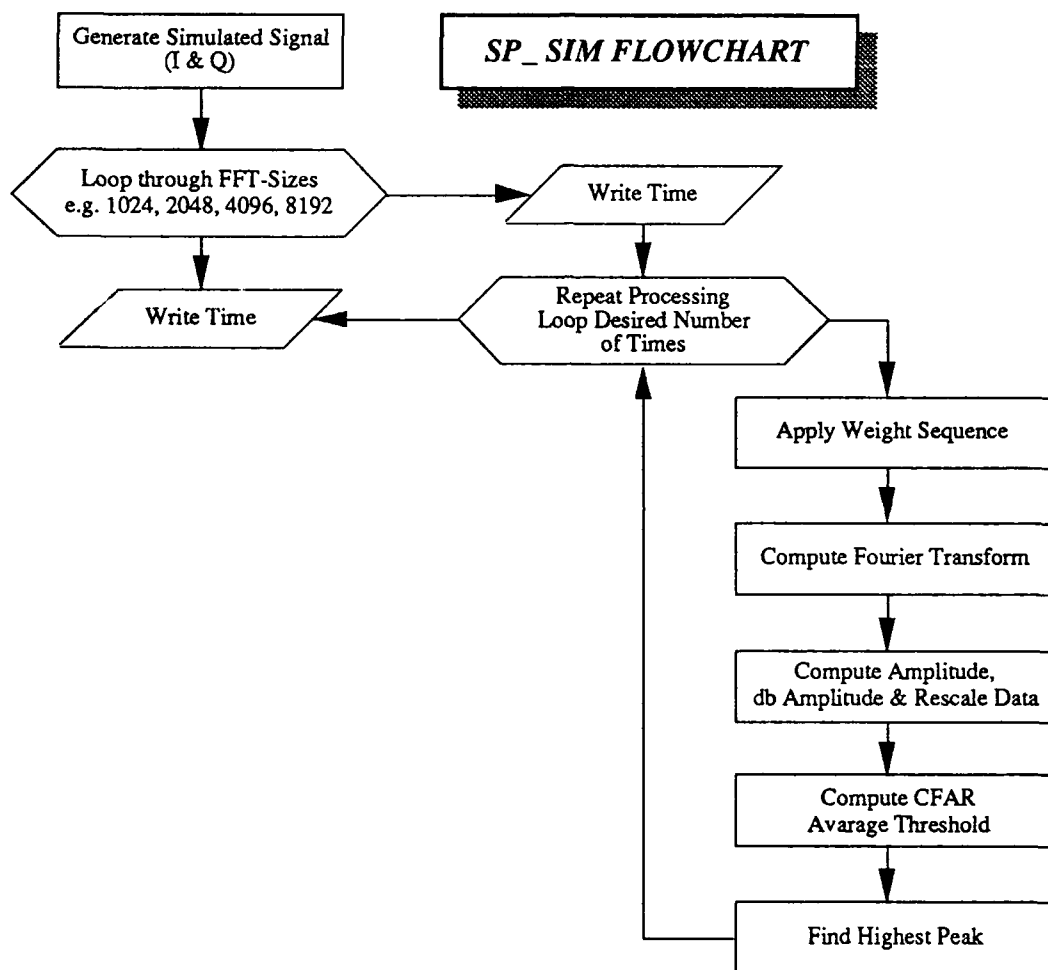 Generate Simulated Signal
(I & Q)
SP_ SIM FLOWCHART
Loop through FFT-Sizes
e.g. 1024, 2048, 4096, 8192
Write Time
Write Time
Repeat Processing
Loop Desired Number
of Times
Apply Weight Sequence
Compute Fourier Transform
Compute Amplitude,
db Amplitude & Rescale Data
Compute CFAR
Avarage Threshold
Find Highest Peak